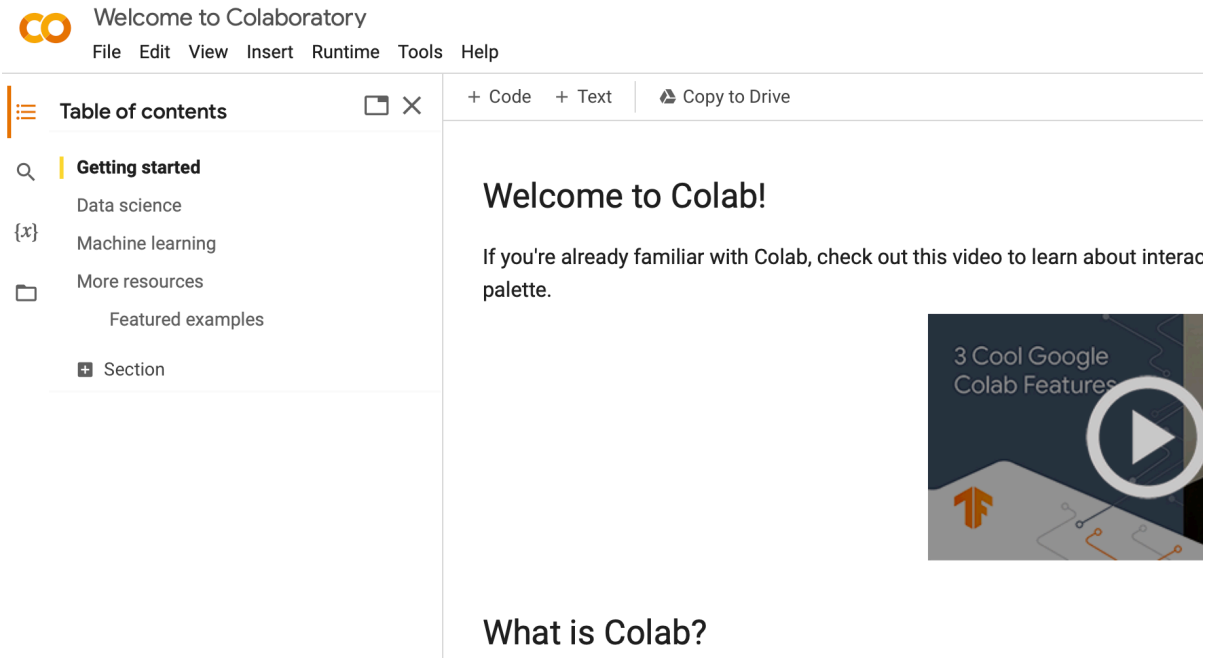 Welcome to Colaboratory
File Edit View Insert Runtime Tools Help
Table of contents
+ Code + Text Copy to Drive
Getting started
Data science
{x}
Machine learning
More resources
Featured examples
Section
Welcome to Colab!
If you're already familiar with Colab, check out this video to learn about interac
palette.
3 Cool Google
Colab Features
What is Colab?